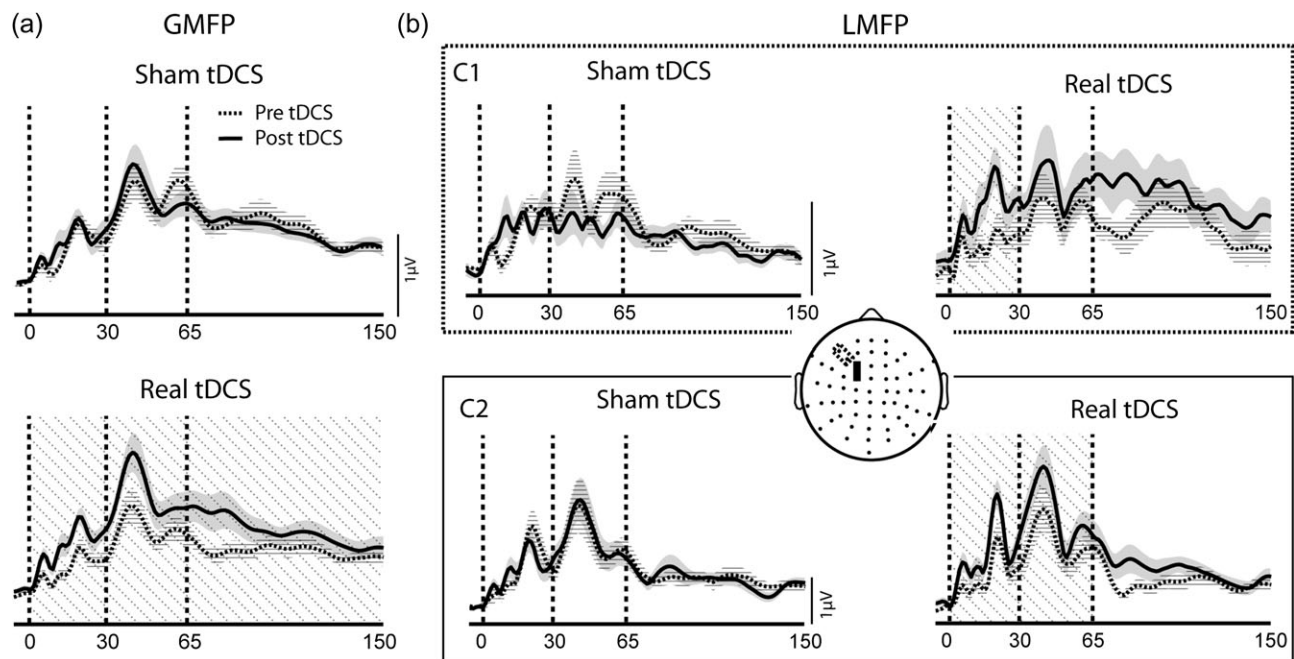 (a) GMFP
(b) LMFP
Sham tDCS
Pre tDCS
Post tDCS
1μV
0 30 65 150
Real tDCS
0 30 65 150
C1
Sham tDCS
1μV
0 30 65 150
Real tDCS
0 30 65 150
C2
Sham tDCS
1μV
0 30 65 150
Real tDCS
0 30 65 150